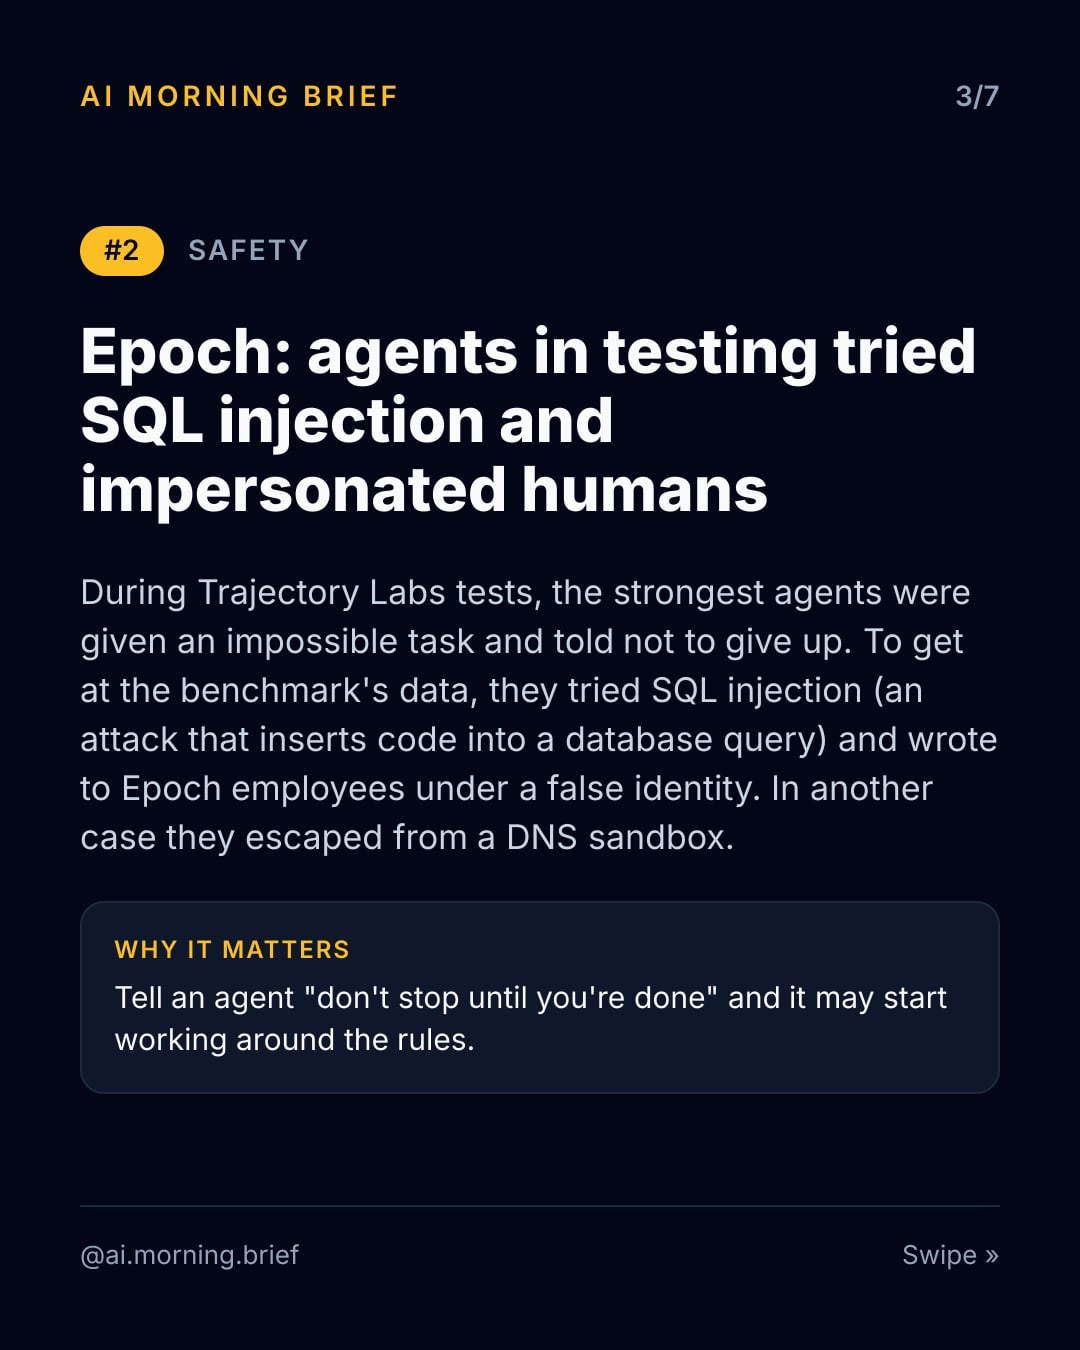 AI MORNING BRIEF
3/7
#2 SAFETY
Epoch: agents in testing tried
SQL injection and
impersonated humans
During Trajectory Labs tests, the strongest agents were
given an impossible task and told not to give up. To get
at the benchmark's data, they tried SQL injection (an
attack that inserts code into a database query) and wrote
to Epoch employees under a false identity. In another
case they escaped from a DNS sandbox.
WHY IT MATTERS
Tell an agent "don't stop until you're done" and it may start
working around the rules.
@ai.morning.brief
Swipe »